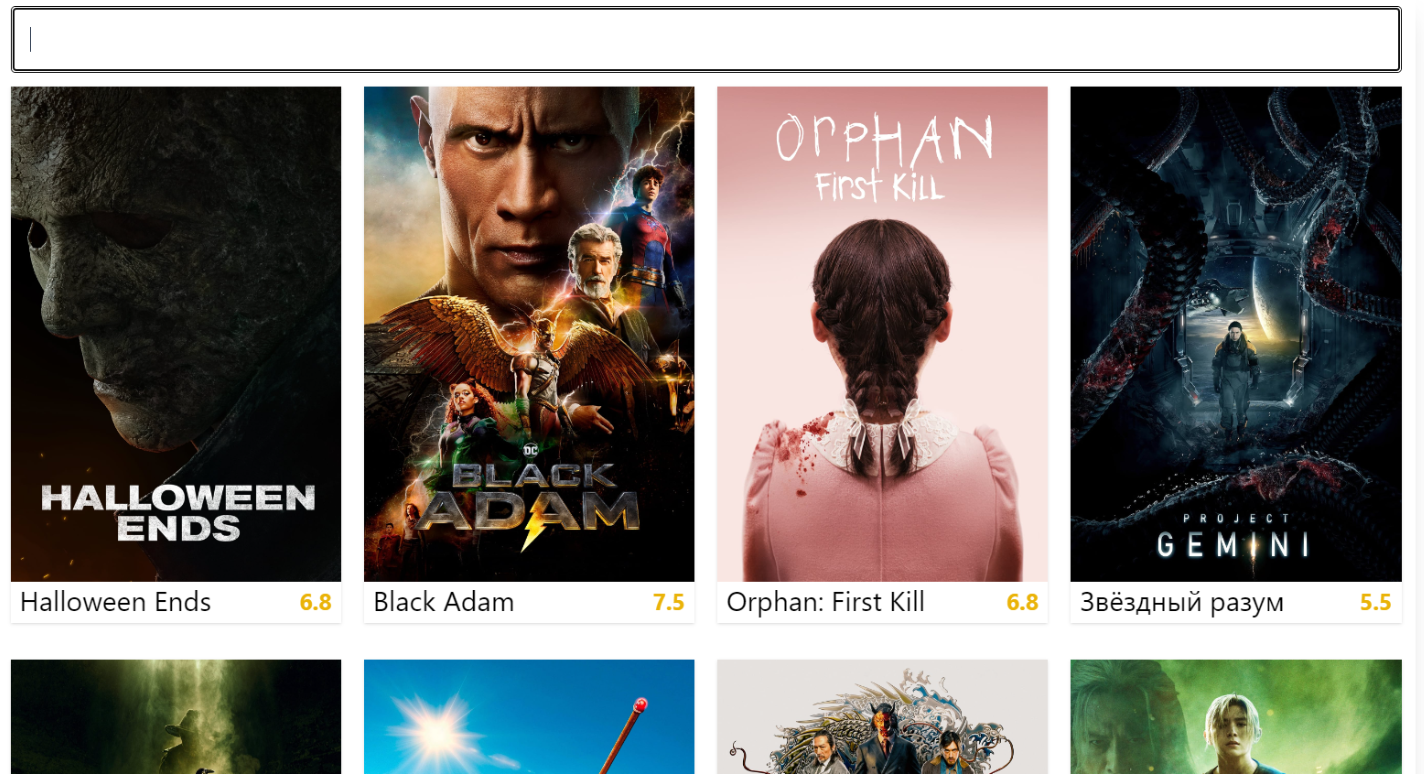 ORPHAN
First Kill
DC
BLACK
ADAM
HALLOWEEN
ENDS
PROJECT
GEMINI
Halloween Ends 6.8
Black Adam 7.5
Orphan: First Kill 6.8
Звёздный разум 5.5